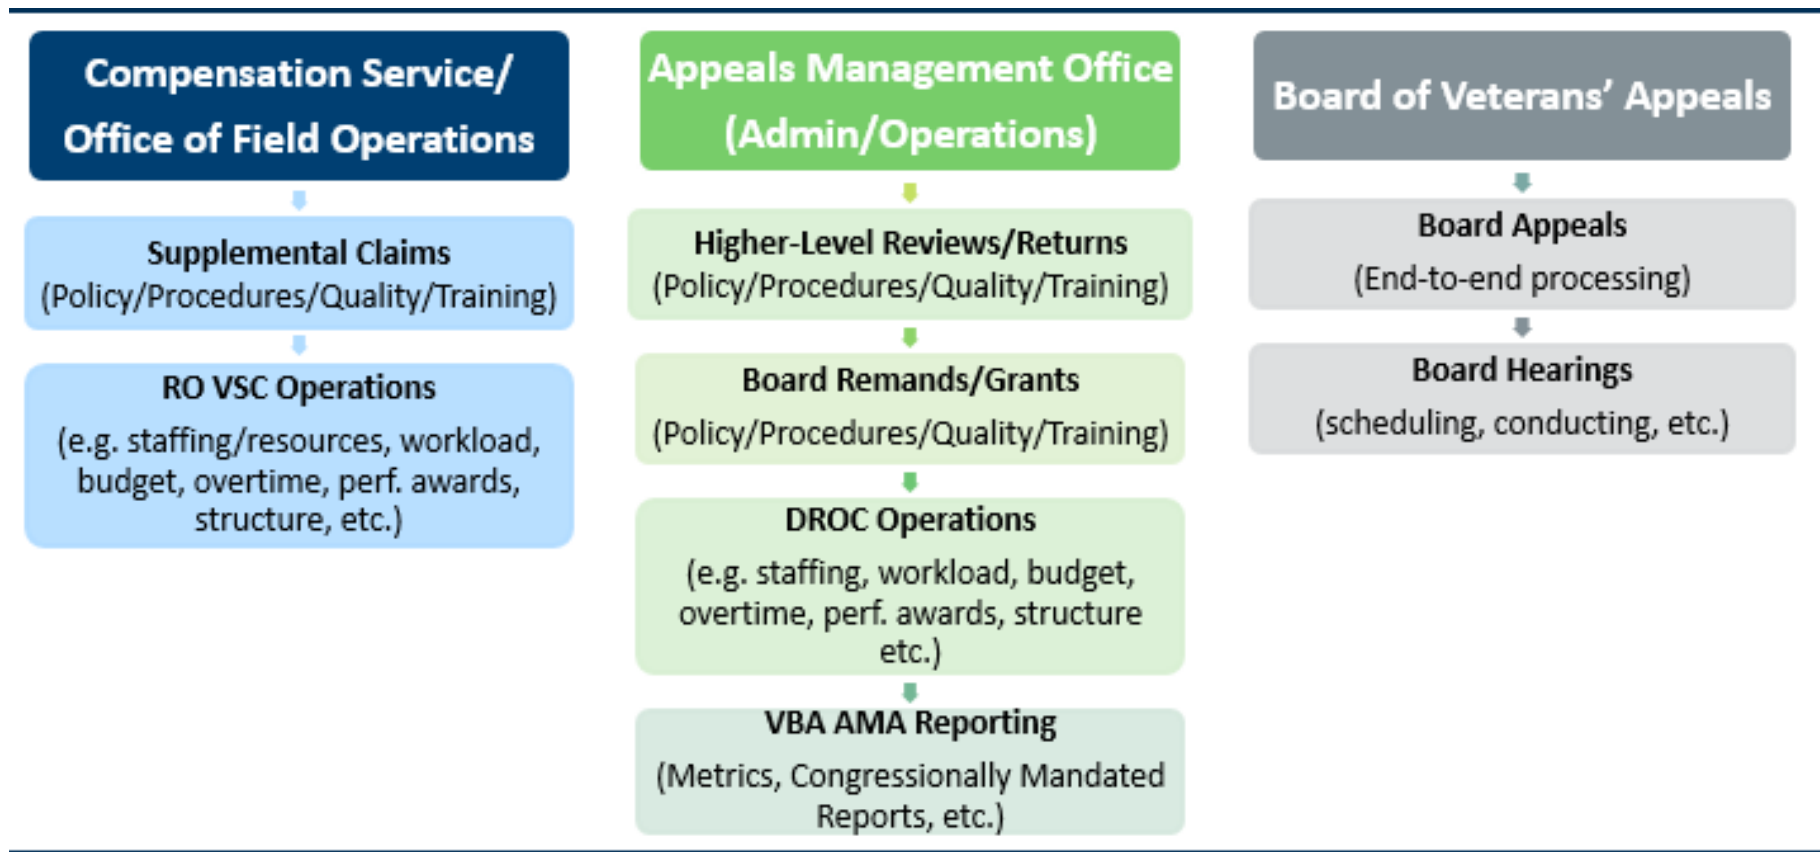 Compensation Service/
Office of Field Operations
Supplemental Claims
(Policy/Procedures/Quality/Training)
RO VSC Operations
(e.g. staffing/resources, workload,
budget, overtime, perf. awards,
structure, etc.)
Appeals Management Office
(Admin/Operations)
Higher-Level Reviews/Returns
(Policy/Procedures/Quality/Training)
Board Remands/Grants
(Policy/Procedures/Quality/Training)
DROC Operations
(e.g. staffing, workload, budget,
overtime, perf. awards, structure
etc.)
VBA AMA Reporting
(Metrics, Congressionally Mandated
Reports, etc.)
Board of Veterans’ Appeals
Board Appeals
(End-to-end processing)
Board Hearings
(scheduling, conducting, etc.)